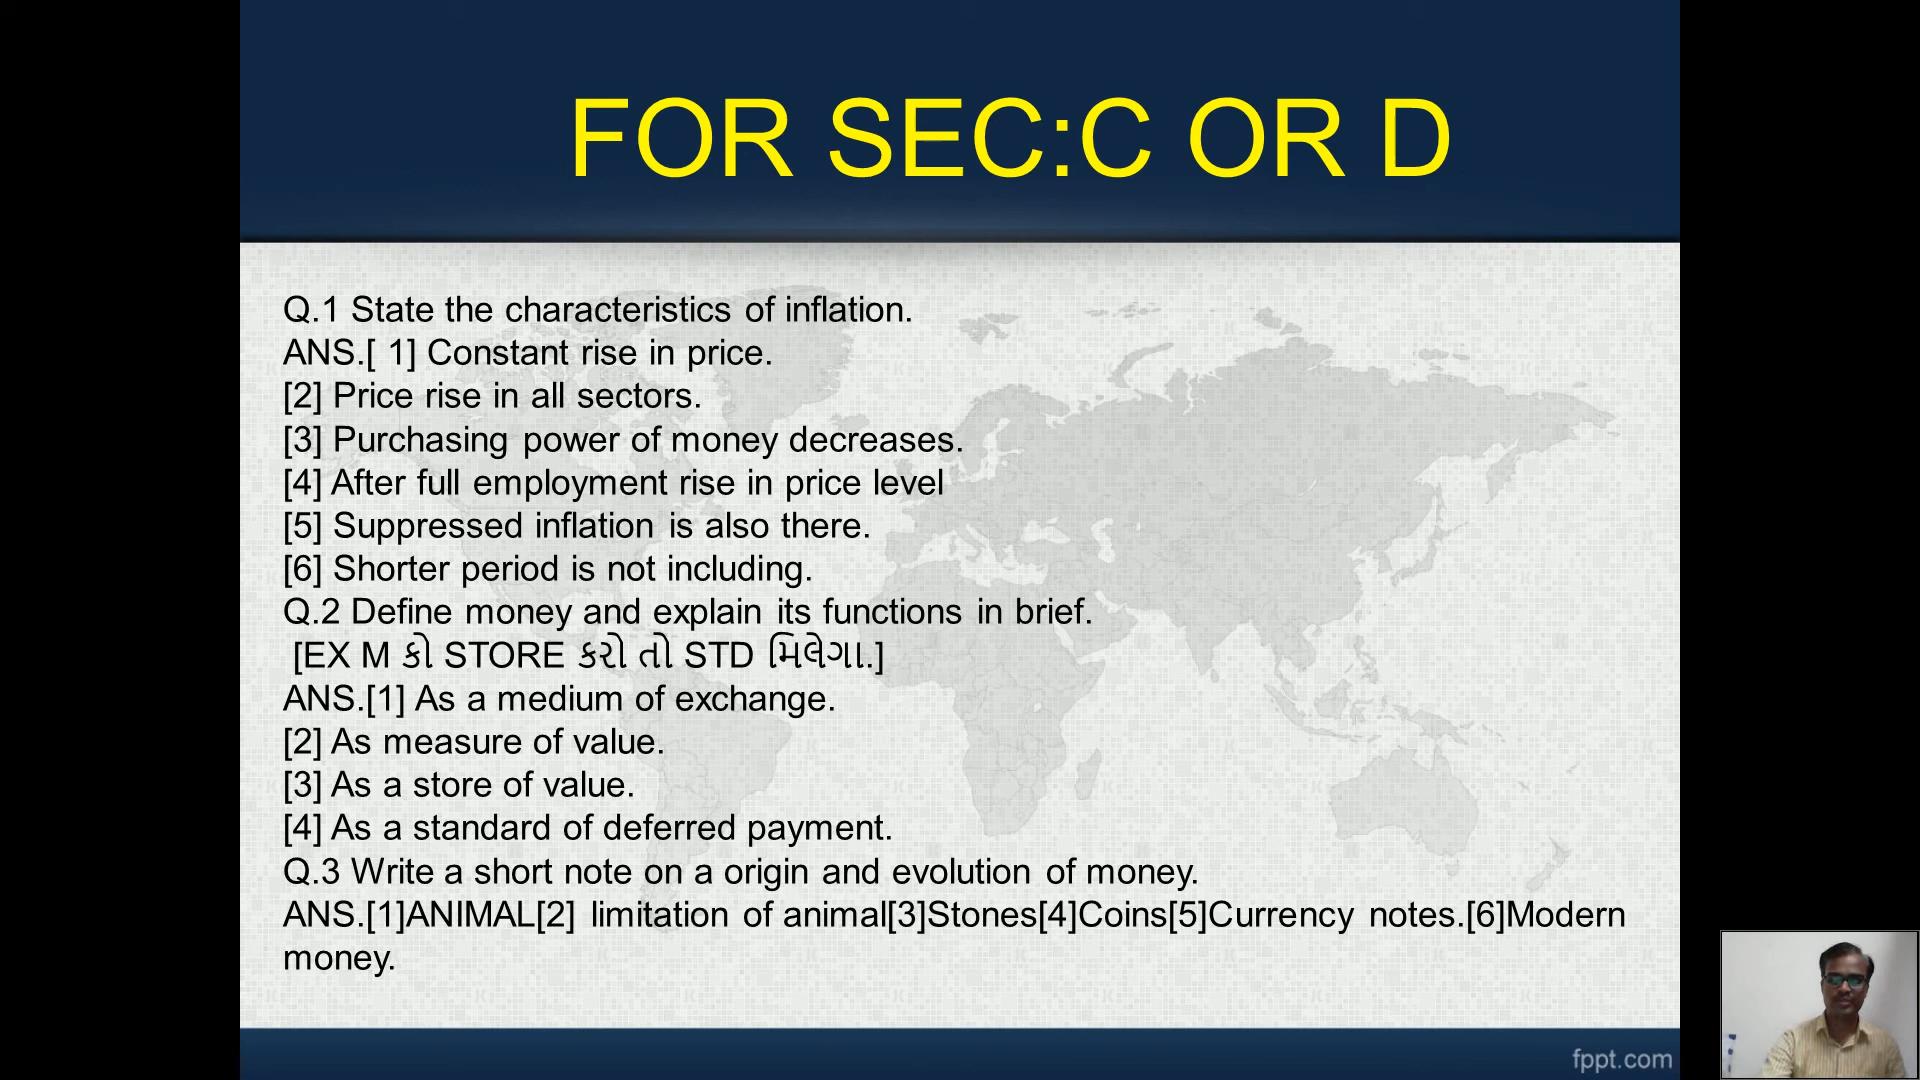 FOR SEC:C OR D
Q.1 State the characteristics of inflation.
ANS.[ 1] Constant rise in price.
[2] Price rise in all sectors.
[3] Purchasing power of money decreases.
[4] After full employment rise in price level
[5] Suppressed inflation is also there.
[6] Shorter period is not including.
Q.2 Define money and explain its functions in brief.
[EX M કો STORE કરો તો STD મિલેગા.]
ANS.[1] As a medium of exchange.
[2] As measure of value.
[3] As a store of value.
[4] As a standard of deferred payment.
Q.3 Write a short note on a origin and evolution of money.
ANS.[1]ANIMAL[2] limitation of animal[3]Stones[4]Coins[5]Currency notes.[6]Modern
money.
fppt.com